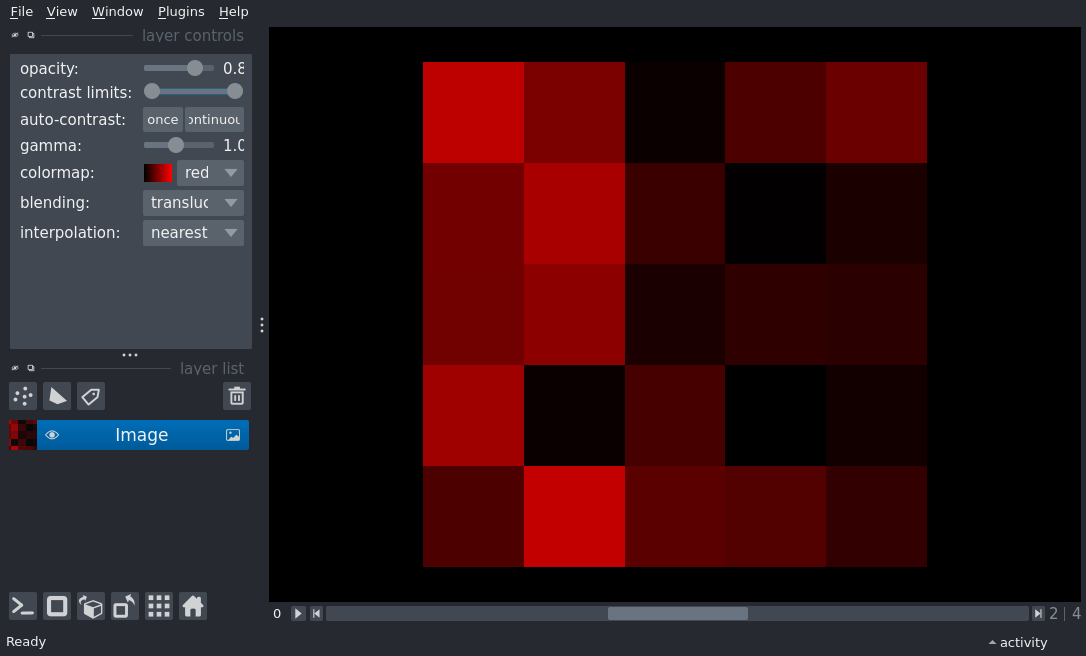 File View Window Plugins Help
layer controls
opacity: 0.8
contrast limits:
auto-contrast: once ontinuou
gamma: 1.0
colormap: red
blending: transluc
interpolation: nearest
layer list
Image
0 2 | 4
Ready activity